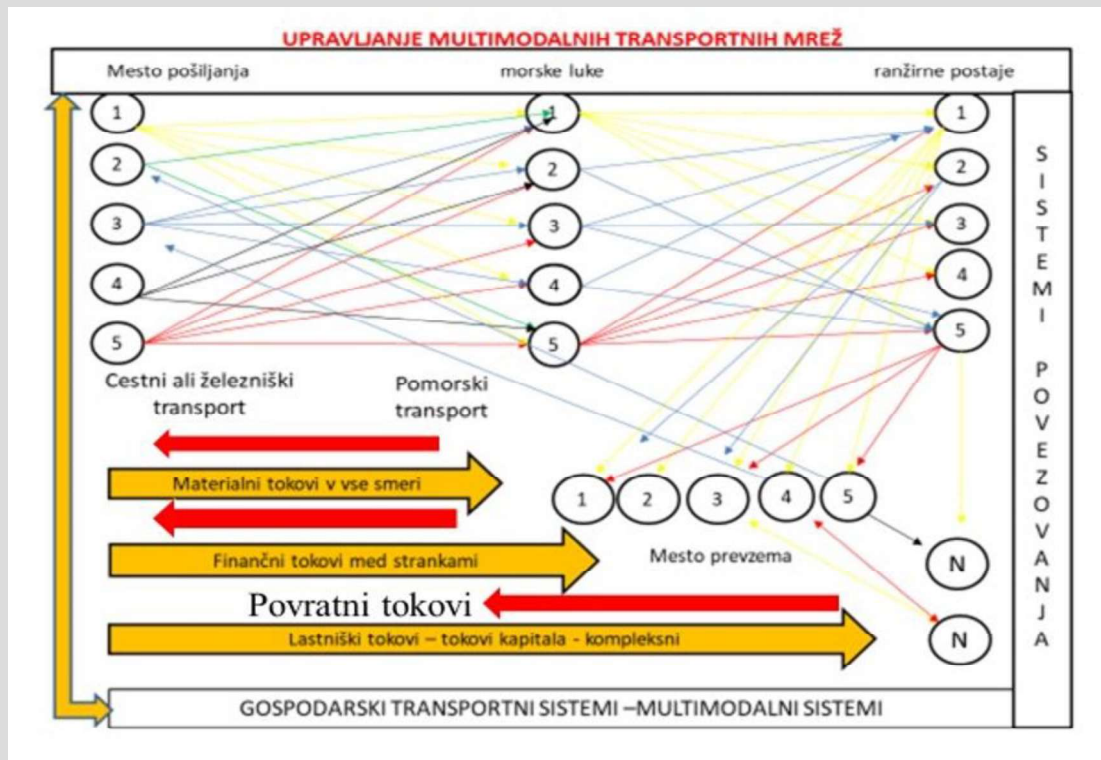 UPRAVLJANJE MULTIMODALNIH TRANSPORTNIH MREŽ
Mesto pošiljanja morske luke ranžirne postaje
1 1 1
2 2 2
3 3 3
4 4 4
5 5 5
Cestni ali železniški
transport
Pomorski
transport
Materialni tokovi v vse smeri
1 2 3 4 5
Mesto prevzema
Finančni tokovi med strankami
N
Povratni tokovi
Lastniški tokovi – tokovi kapitala - kompleksni
N
SISTEMI POVEZOVANJA
GOSPODARSKI TRANSPORTNI SISTEMI –MULTIMODALNI SISTEMI